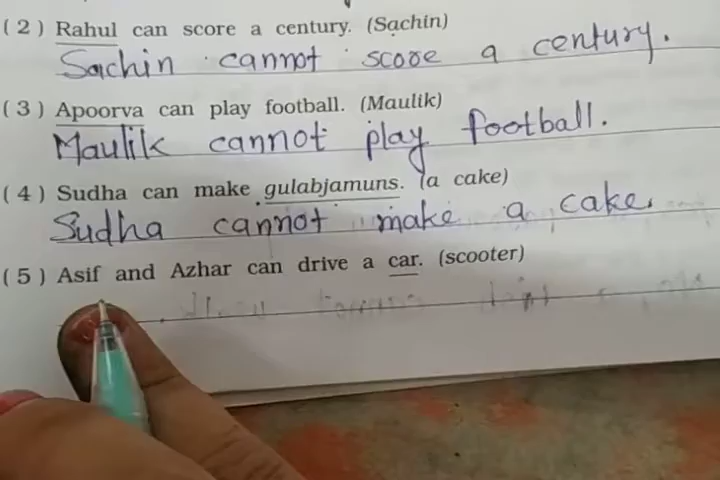 (2) Rahul can score a century. (Sachin)
Sachin cannot score a century.
(3) Apoorva can play football. (Maulik)
Maulik cannot play football.
(4) Sudha can make gulabjamuns. (a cake)
Sudha cannot make a cake.
(5) Asif and Azhar can drive a car. (scooter)